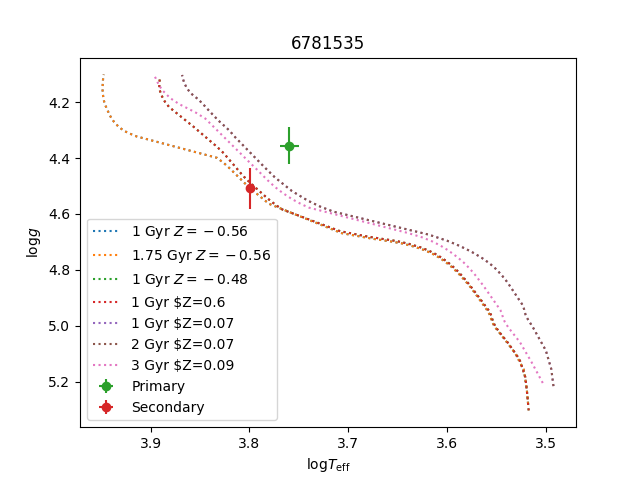 6781535
4.2
4.4
4.6
4.8
5.0
5.2
log g
1 Gyr Z = −0.56
1.75 Gyr Z = −0.56
1 Gyr Z = −0.48
1 Gyr $Z=0.6
1 Gyr $Z=0.07
2 Gyr $Z=0.07
3 Gyr $Z=0.09
Primary
Secondary
3.9
3.8
3.7
3.6
3.5
log T_eff